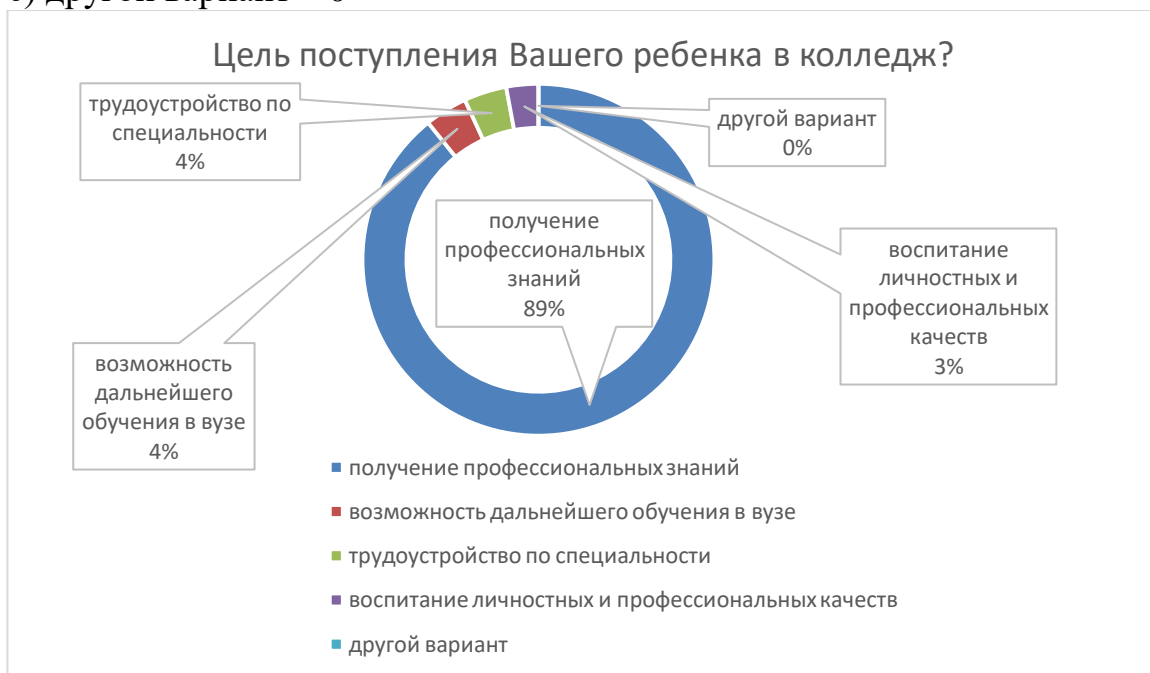 Цель поступления Вашего ребенка в колледж?
трудоустройство по
специальности
4%
другой вариант
0%
получение
профессиональных
знаний
89%
воспитание
личностных и
профессиональных
качеств
3%
возможность
дальнейшего
обучения в вузе
4%
получение профессиональных знаний
возможность дальнейшего обучения в вузе
трудоустройство по специальности
воспитание личностных и профессиональных качеств
другой вариант